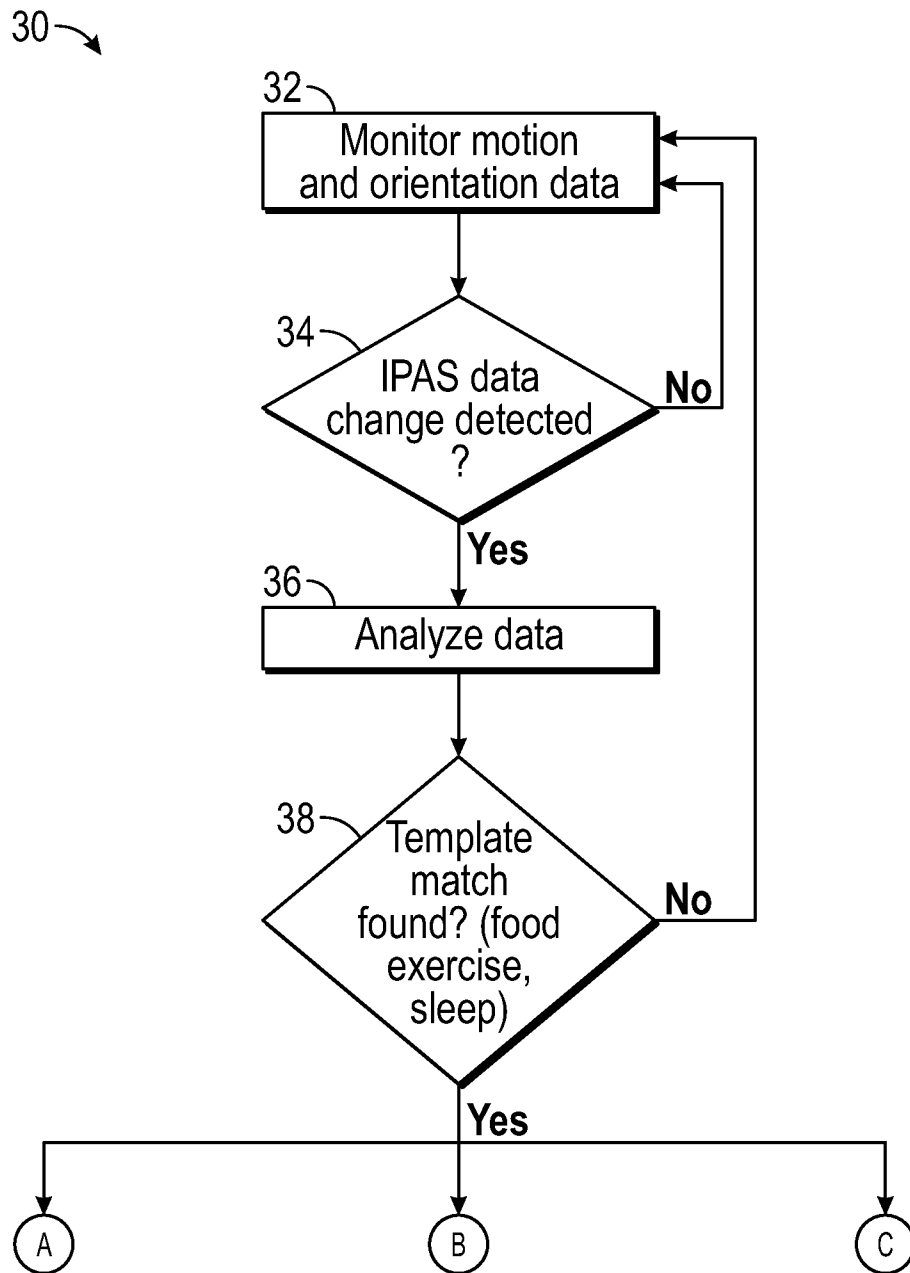 30
32
Monitor motion
and orientation data
34
IPAS data
change detected
?
No
Yes
36
Analyze data
38
Template
match
found? (food
exercise,
sleep)
No
Yes
A
B
C